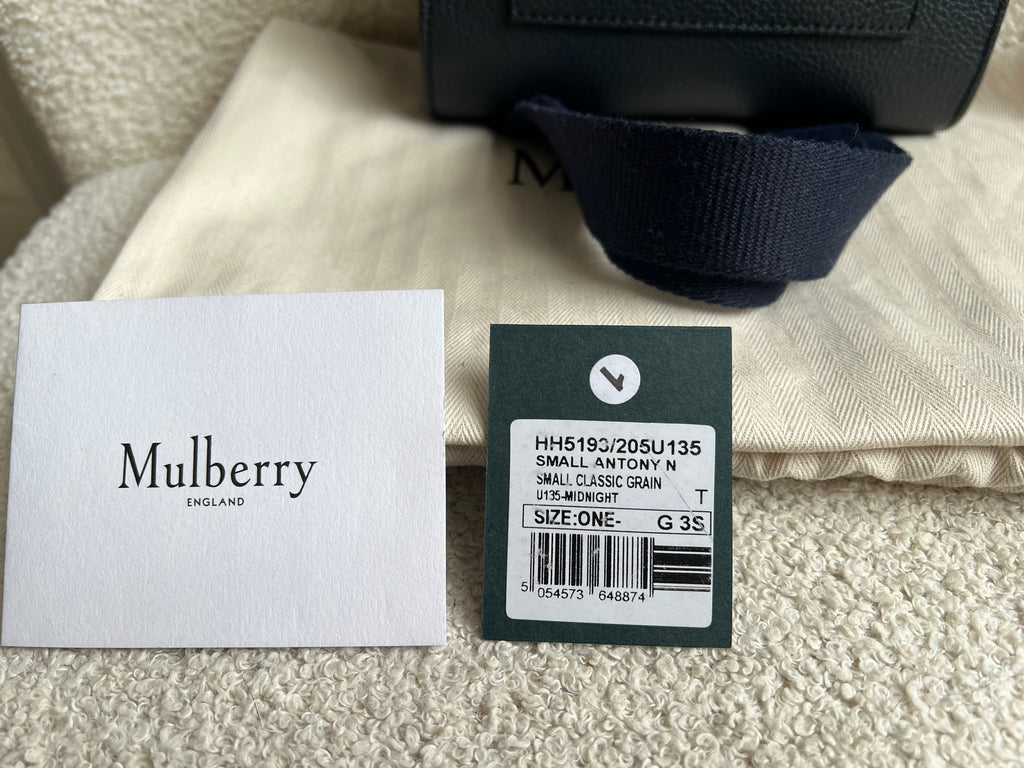 M
Mulberry
ENGLAND
HH5193/205U135
SMALL ANTONY N
SMALL CLASSIC GRAIN
U135-MIDNIGHT
T
SIZE:ONE-
G 3S
5 054573 648874